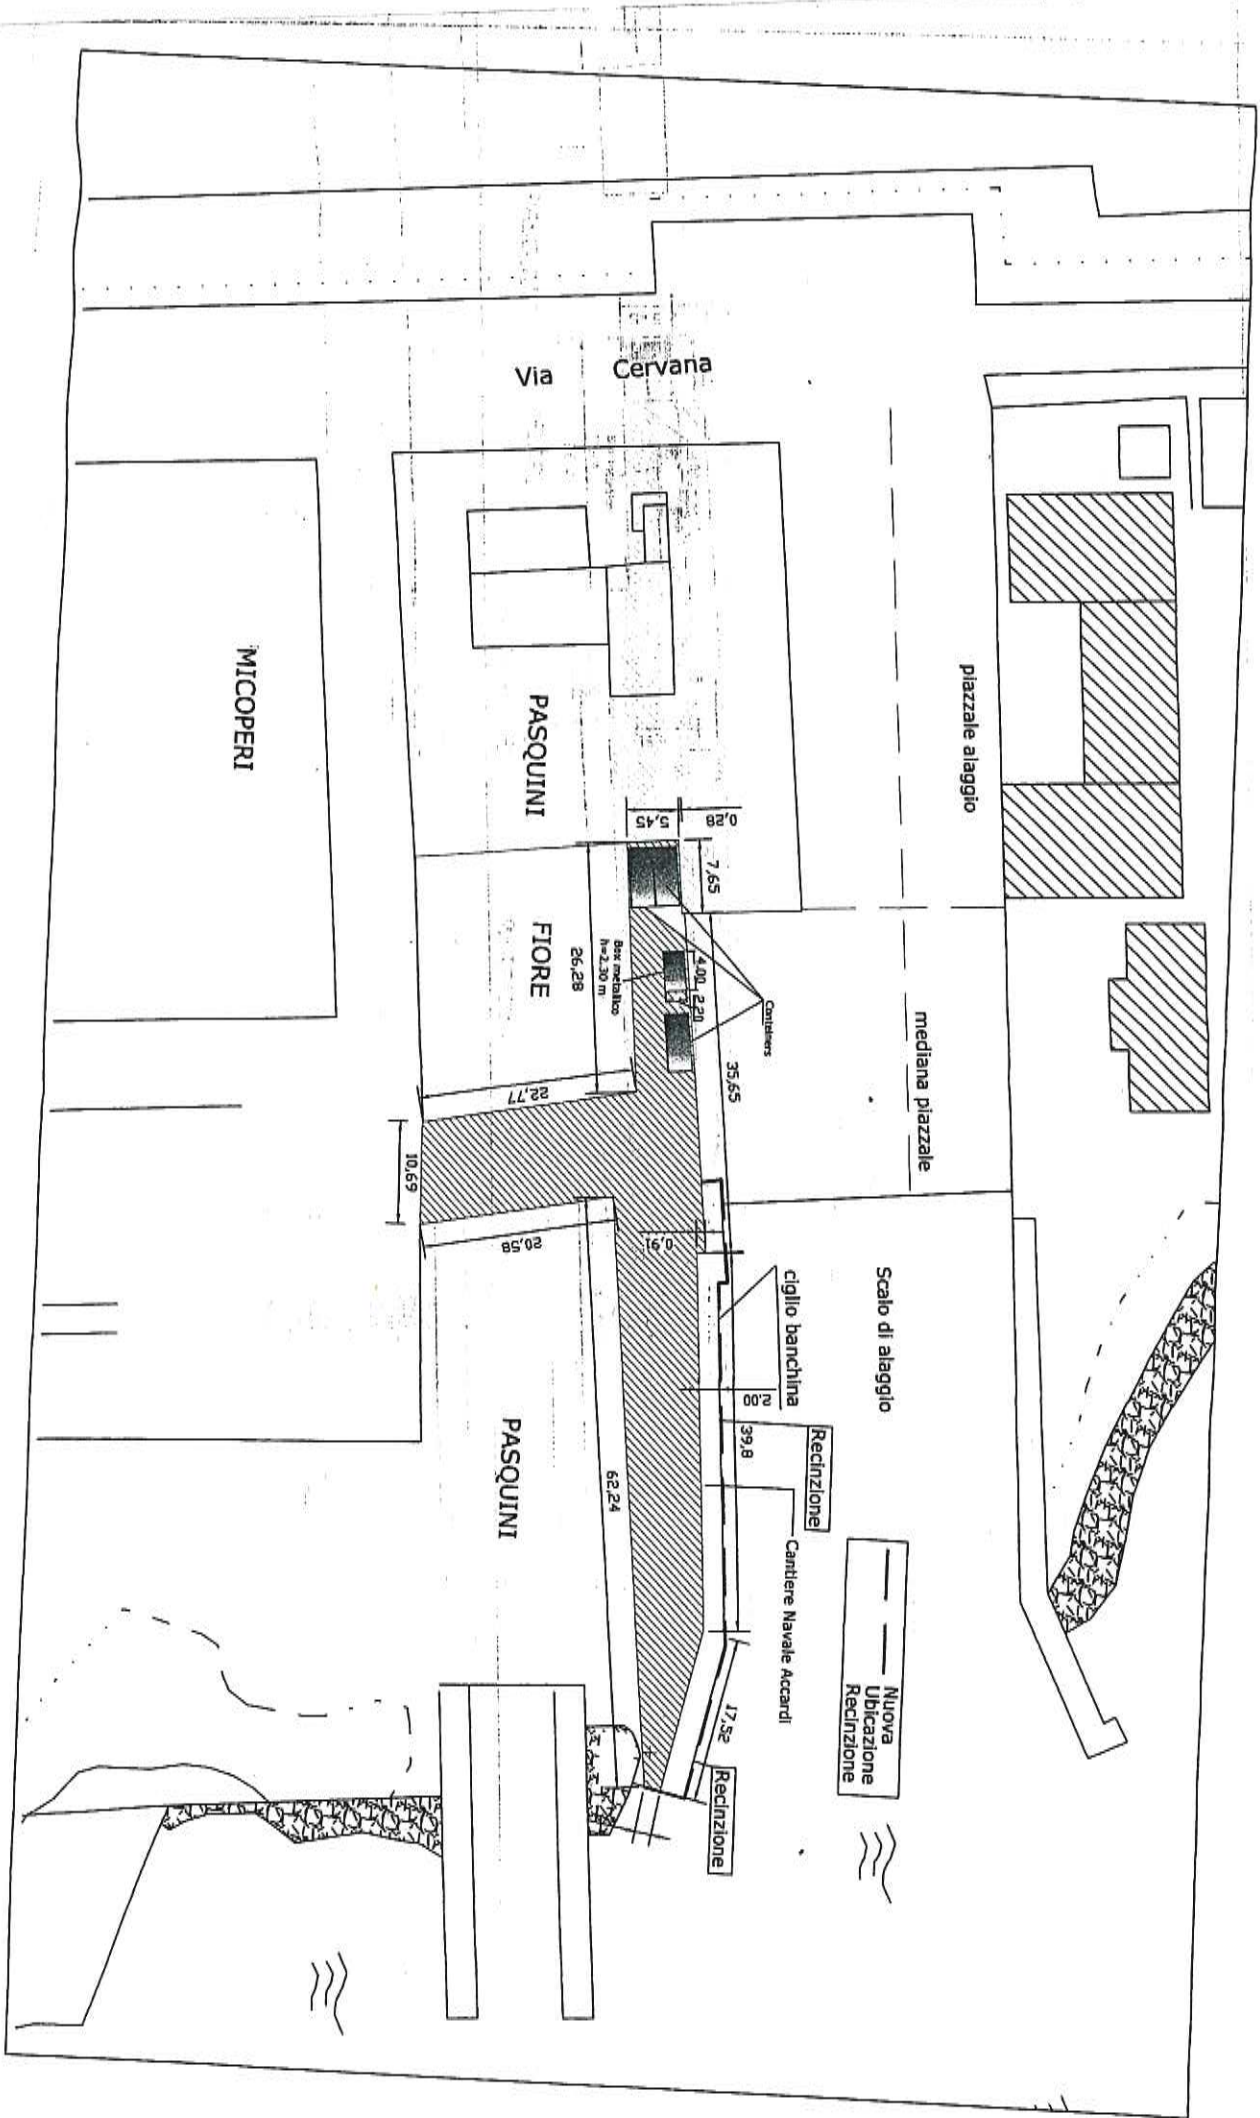 Via Cervana
MICOPERI
PASQUINI
piazzale alaggio
5,45
0,28
7,65
FIORE
26,28
Box metallico
h=2.30 m
4.00
2,20
Containers
35,65
mediana piazzale
22,77
10,69
20,58
0,91
ciglio banchina
Scalo di alaggio
2.00
39,8
Recinzione
PASQUINI
62,24
Cantiere Navale Accardi
Nuova
Ubicazione
Recinzione
17,52
Recinzione